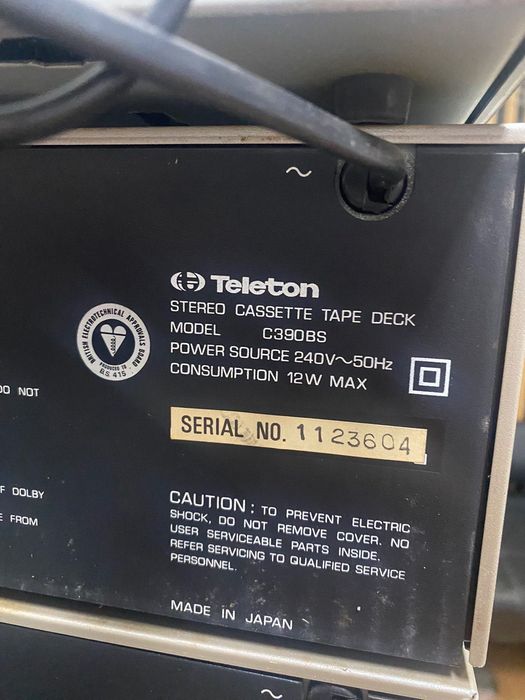 ~
Teleton
STEREO CASSETTE TAPE DECK
MODEL C390BS
POWER SOURCE 240V~50Hz
CONSUMPTION 12W MAX
BRITISH ELECTROTECHNICAL APPROVALS BOARD
PRODUCED TO
B.S 415
DO NOT
SERIAL NO. 1123604
F DOLBY
E FROM
CAUTION : TO PREVENT ELECTRIC
SHOCK, DO NOT REMOVE COVER. NO
USER SERVICEABLE PARTS INSIDE.
REFER SERVICING TO QUALIFIED SERVICE
PERSONNEL.
MADE IN JAPAN
~